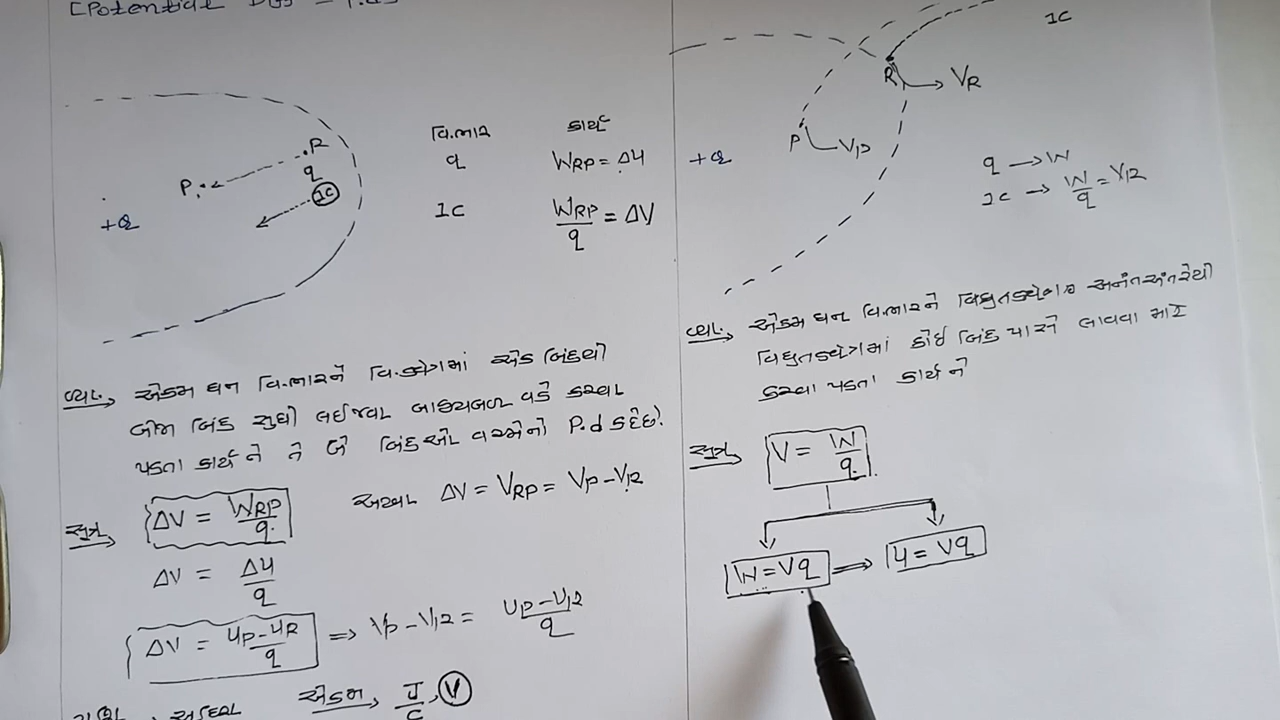 [Potential
P
R
q
1C
+Q
વિ.ભાર કાર્ય
q WRP = ΔU
1C WRP/q = ΔV
વ્યા. → એકમ ધન વિ.ભારને વિ.ક્ષેત્રમાં એક બિંદુથી
બીજા બિંદુ સુધી લઈ જવા બાહ્યબળ વડે કરવા
પડતા કાર્ય ને તે બે બિંદુઓ વચ્ચેનો P.d કહે છે.
સૂત્ર → ΔV = WRP/q અથવા ΔV = VRP = VP - VR
ΔV = ΔU/q
ΔV = UP - UR/q ⇒ VP - VR = UP - UR/q
અદિશ એકમ → J/C, V
1C
R → VR
P VP
+Q
q → W
1C → W/q = VR
વ્યા. → એકમ ધન વિ.ભારને વિદ્યુતક્ષેત્રના અનંતઅંતરેથી
વિદ્યુતક્ષેત્રમાં કોઈ બિંદુ પાસે લાવવા માટે
કરવા પડતા કાર્ય ને
સૂત્ર → V = W/q
W = Vq ⇒ U = Vq